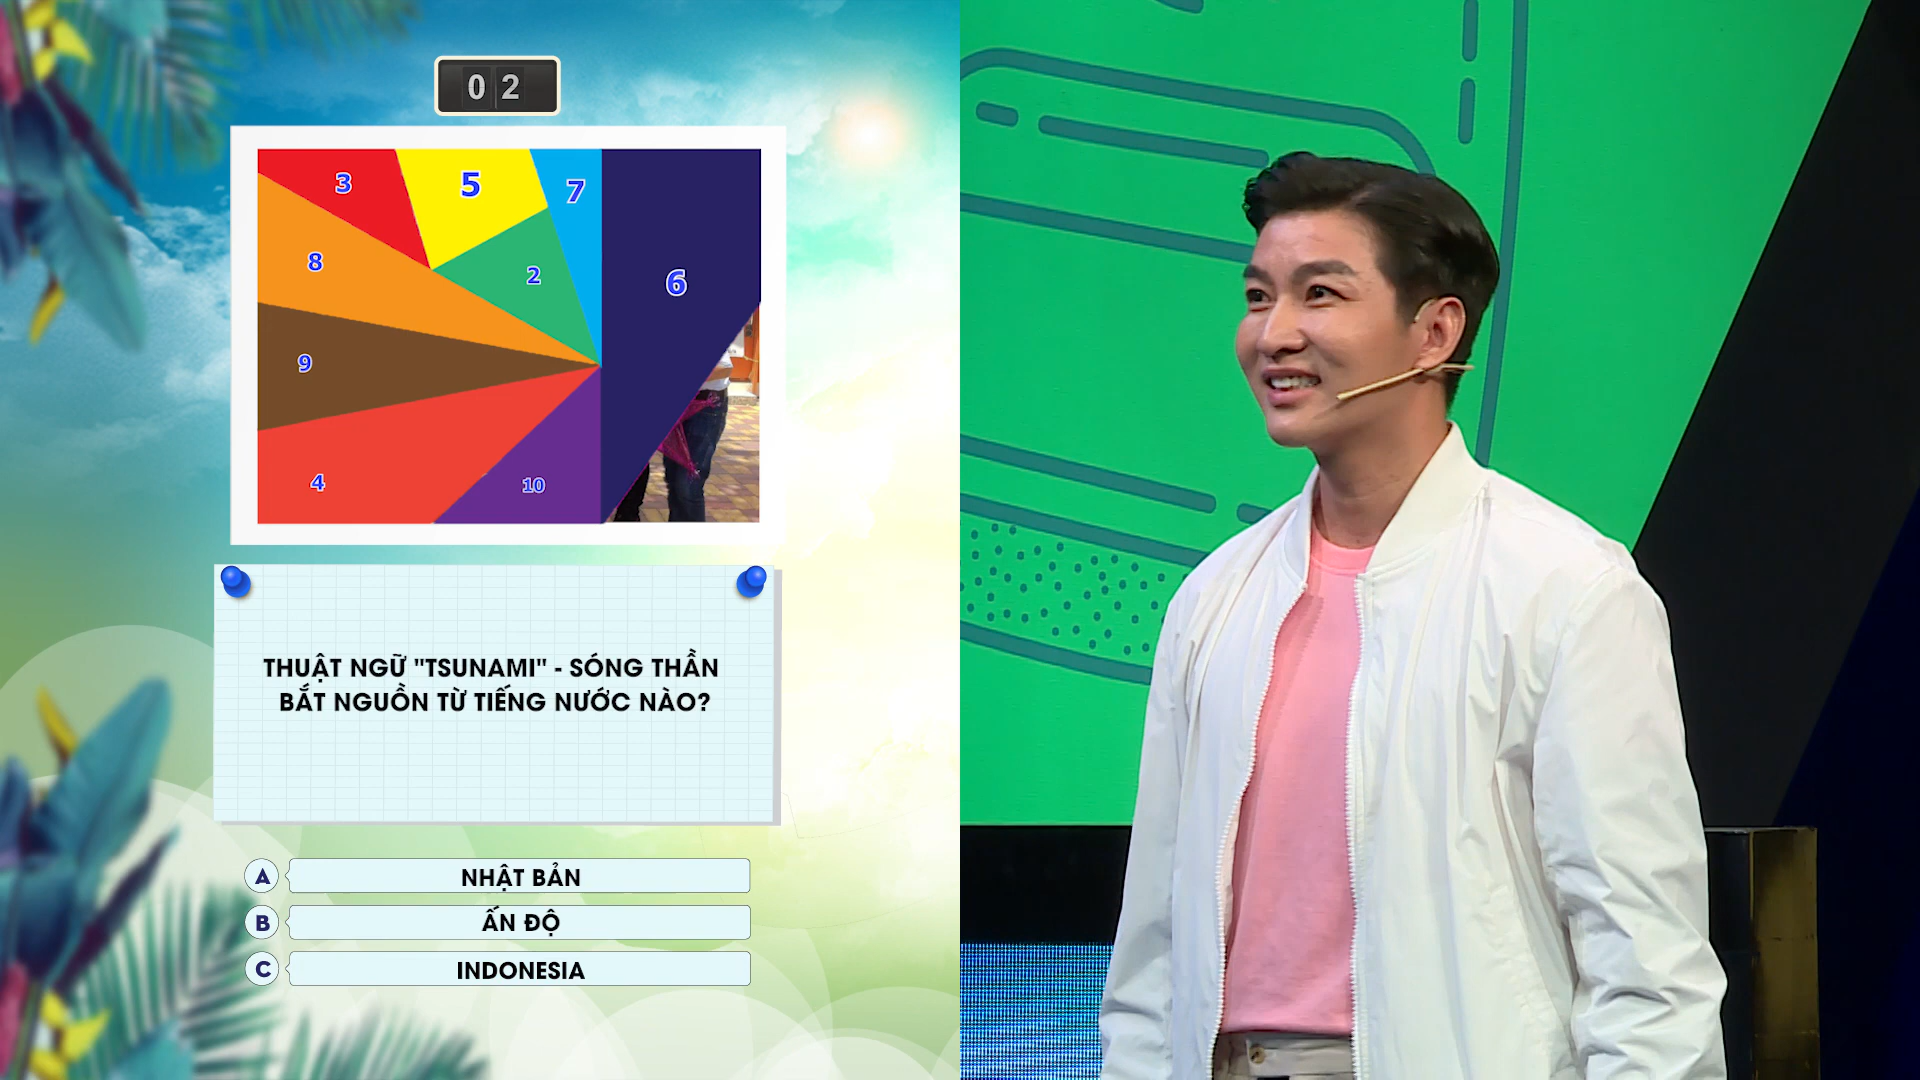 02
3
5
7
8
2
6
9
4
10
THUẬT NGỮ "TSUNAMI" - SÓNG THẦN
BẮT NGUỒN TỪ TIẾNG NƯỚC NÀO?
A NHẬT BẢN
B ẤN ĐỘ
C INDONESIA